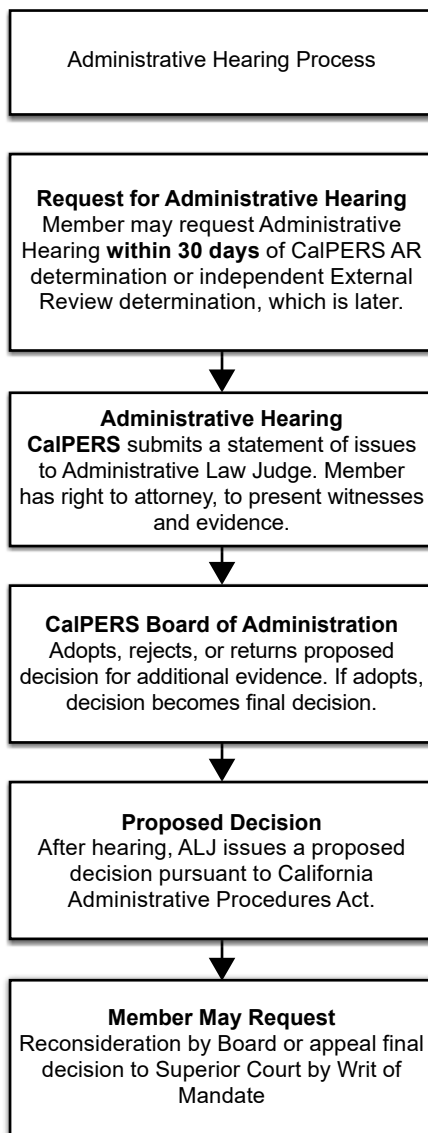 Administrative Hearing Process
Request for Administrative Hearing
Member may request Administrative
Hearing within 30 days of CalPERS AR
determination or independent External
Review determination, which is later.
Administrative Hearing
CalPERS submits a statement of issues
to Administrative Law Judge. Member
has right to attorney, to present witnesses
and evidence.
CalPERS Board of Administration
Adopts, rejects, or returns proposed
decision for additional evidence. If adopts,
decision becomes final decision.
Proposed Decision
After hearing, ALJ issues a proposed
decision pursuant to California
Administrative Procedures Act.
Member May Request
Reconsideration by Board or appeal final
decision to Superior Court by Writ of
Mandate